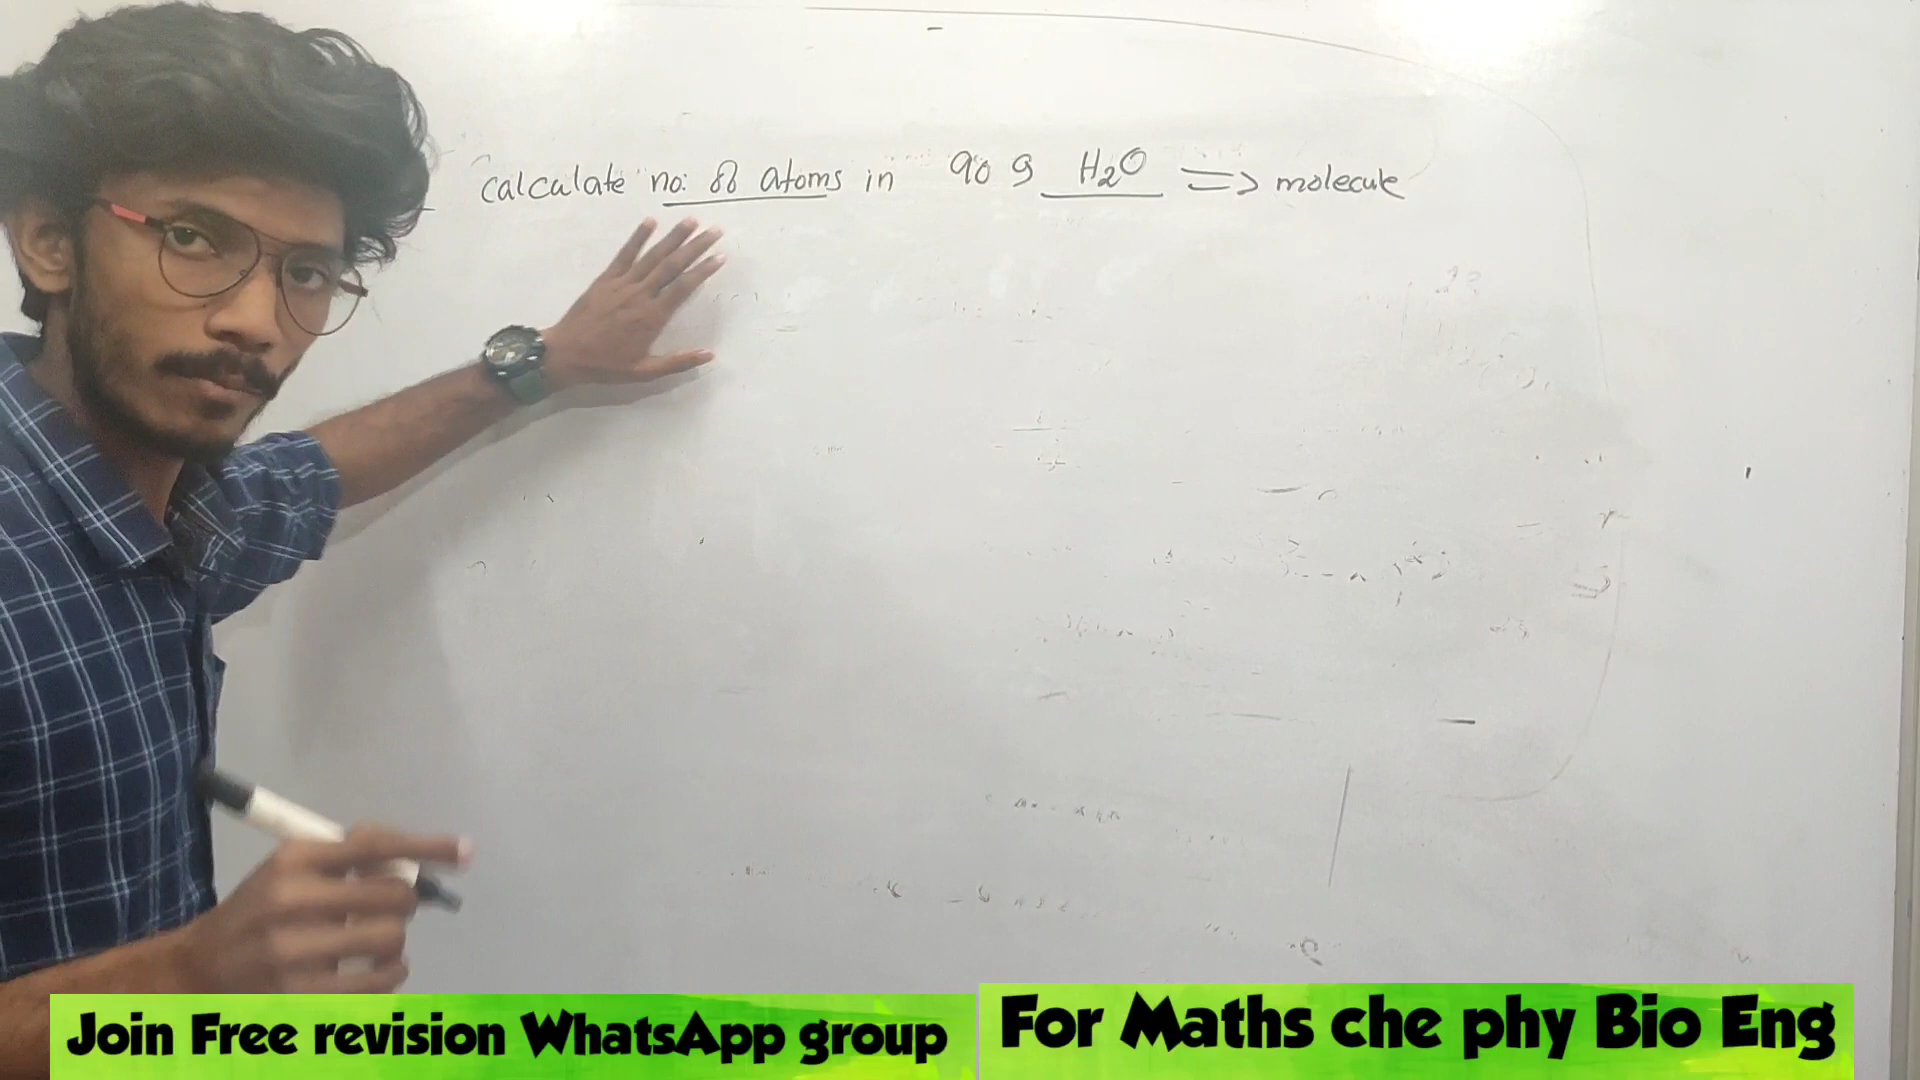 calculate no: of atoms in 90 g H₂O => molecule
Join Free revision WhatsApp group
For Maths che phy Bio Eng